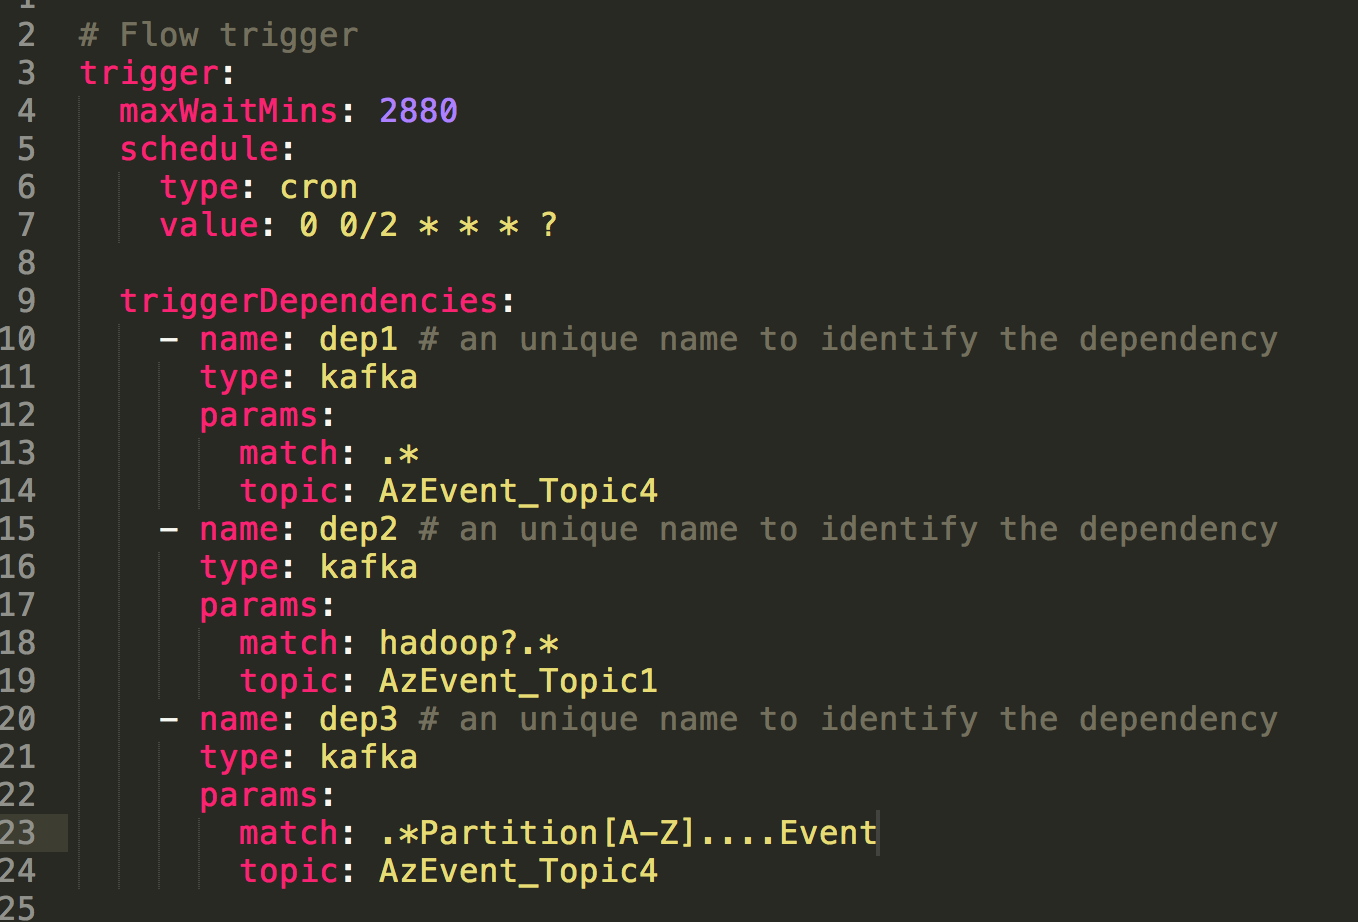 1
2 # Flow trigger
3 trigger:
4 maxWaitMins: 2880
5 schedule:
6 type: cron
7 value: 0 0/2 * * * ?
8
9 triggerDependencies:
10 - name: dep1 # an unique name to identify the dependency
11 type: kafka
12 params:
13 match: .*
14 topic: AzEvent_Topic4
15 - name: dep2 # an unique name to identify the dependency
16 type: kafka
17 params:
18 match: hadoop?.*
19 topic: AzEvent_Topic1
20 - name: dep3 # an unique name to identify the dependency
21 type: kafka
22 params:
23 match: .*Partition[A-Z]....Event
24 topic: AzEvent_Topic4
25